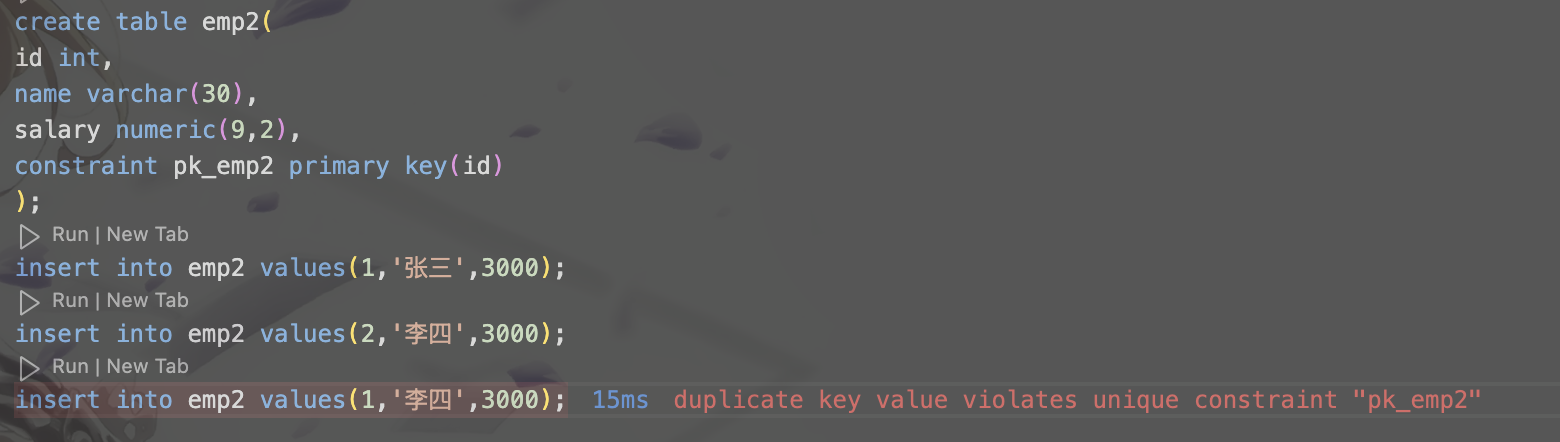 create table emp2(
id int,
name varchar(30),
salary numeric(9,2),
constraint pk_emp2 primary key(id)
);
Run | New Tab
insert into emp2 values(1,'张三',3000);
Run | New Tab
insert into emp2 values(2,'李四',3000);
Run | New Tab
insert into emp2 values(1,'李四',3000); 15ms duplicate key value violates unique constraint "pk_emp2"